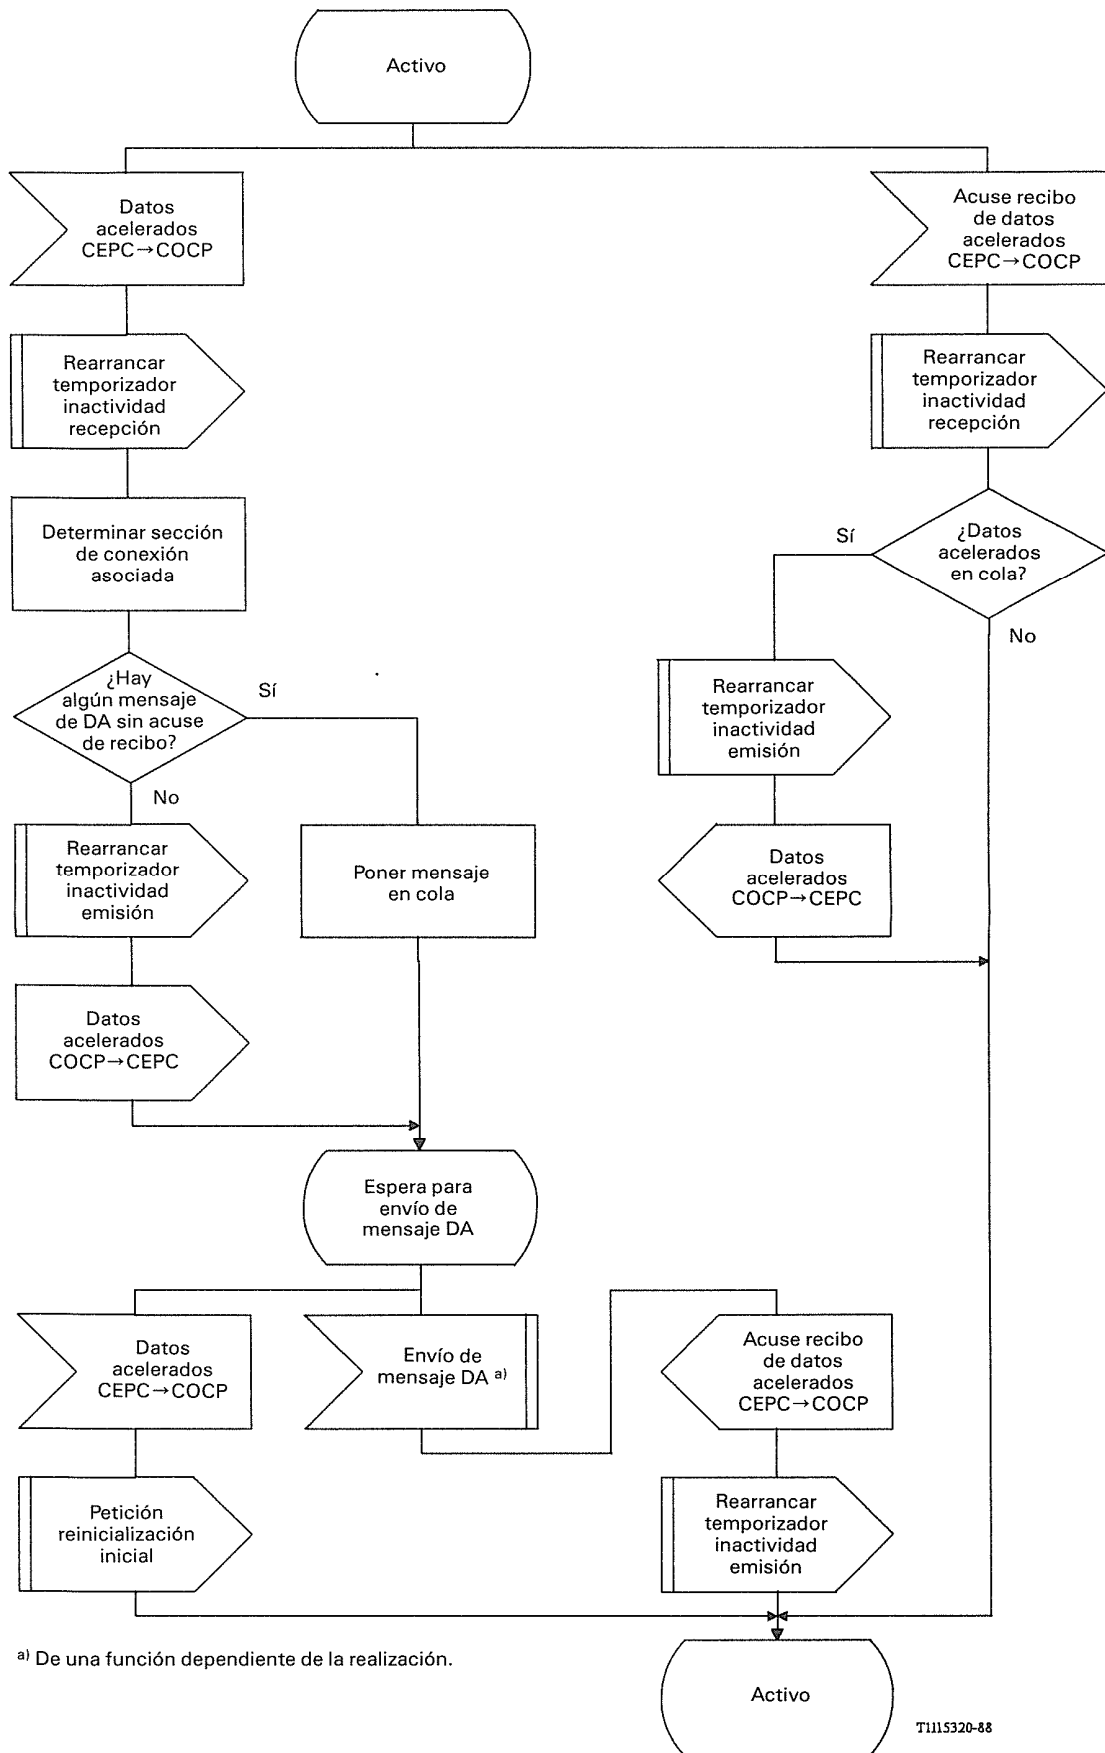 Activo
Datos
acelerados
CEPC→COCP
Acuse recibo
de datos
acelerados
CEPC→COCP
Rearrancar
temporizador
inactividad
recepción
Rearrancar
temporizador
inactividad
recepción
Determinar sección
de conexión
asociada
¿Datos
acelerados
en cola?
Sí
No
¿Hay
algún mensaje
de DA sin acuse
de recibo?
Sí
No
Rearrancar
temporizador
inactividad
emisión
Rearrancar
temporizador
inactividad
emisión
Poner mensaje
en cola
Datos
acelerados
COCP→CEPC
Datos
acelerados
COCP→CEPC
Espera para
envío de
mensaje DA
Datos
acelerados
CEPC→COCP
Envío de
mensaje DA a)
Acuse recibo
de datos
acelerados
CEPC→COCP
Petición
reinicialización
inicial
Rearrancar
temporizador
inactividad
emisión
a) De una función dependiente de la realización.
Activo
T1115320-88